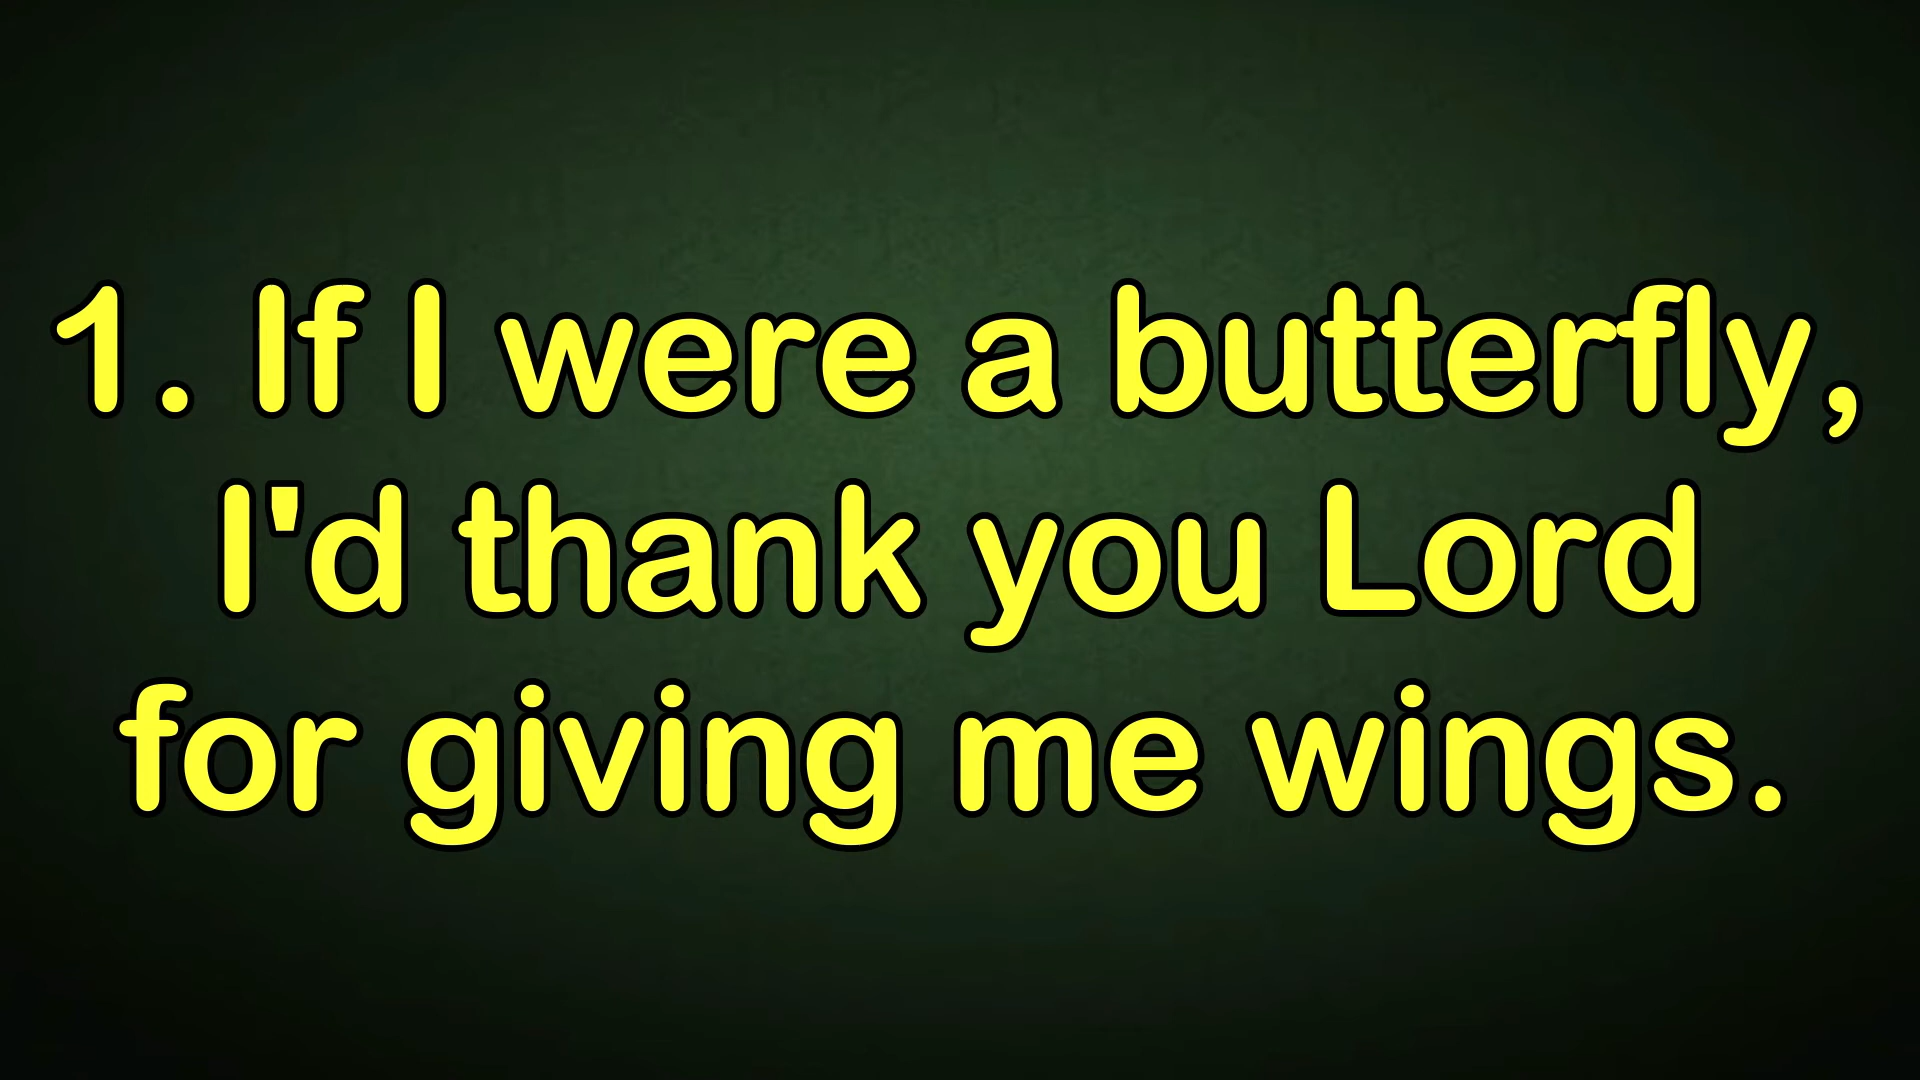 1. If I were a butterfly,
I'd thank you Lord
for giving me wings.